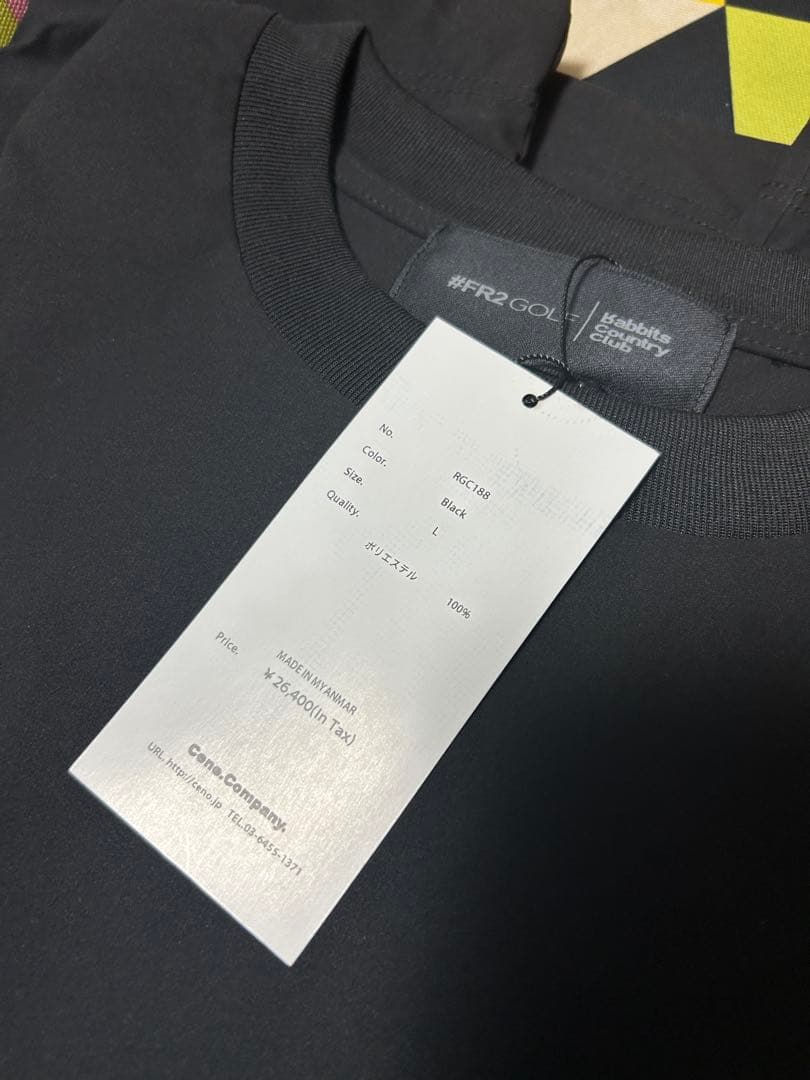 #FR2 GOLF
Rabbits
Country
Club
No. RGC188
Color. Black
Size. L
Quality.
ポリエステル 100%
MADE IN MYANMAR
Price. ¥26,400(In Tax)
Ceno.Company.
URL. http://ceno.jp TEL.03-6455-1371